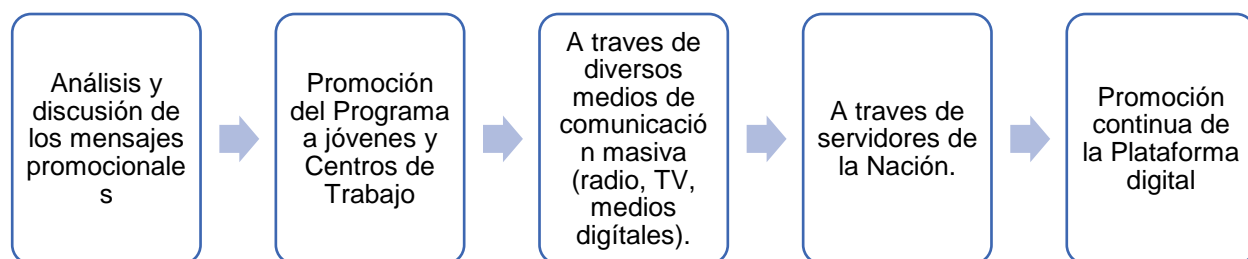 Análisis y
discusión de
los mensajes
promocionale
s
Promoción
del Programa
a jóvenes y
Centros de
Trabajo
A traves de
diversos
medios de
comunicació
n masiva
(radio, TV,
medios
digítales).
A traves de
servidores de
la Nación.
Promoción
continua de
la Plataforma
digital